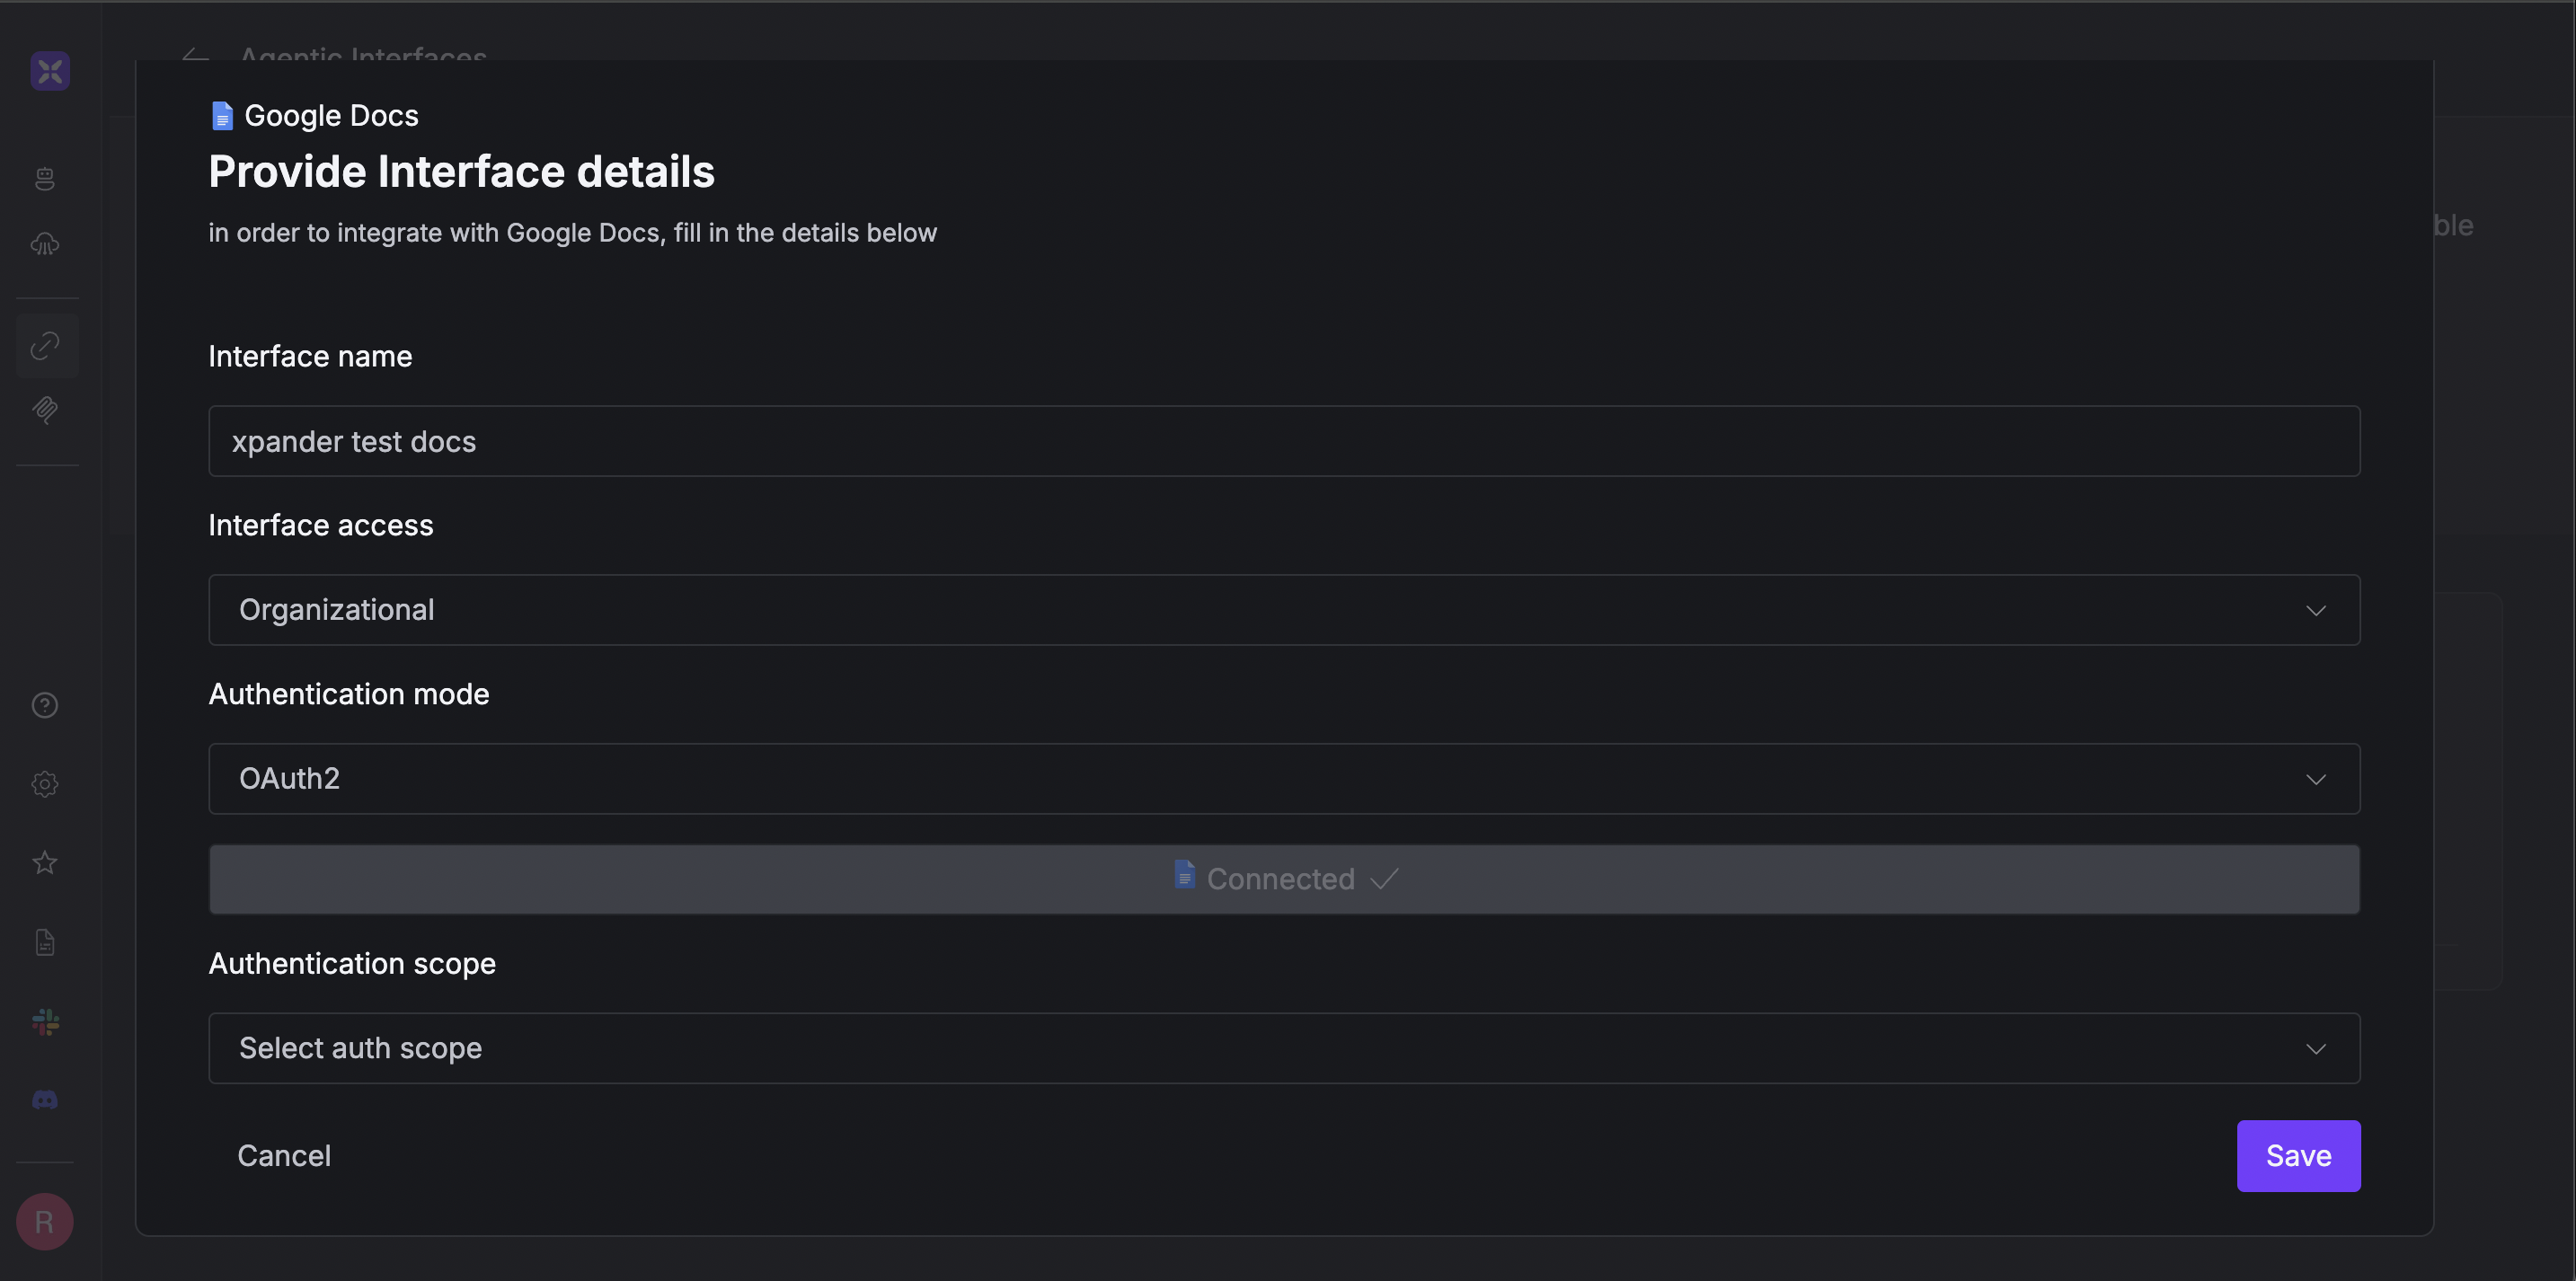 Agentic Interfaces
Google Docs
Provide Interface details
in order to integrate with Google Docs, fill in the details below
ble
Interface name
xpander test docs
Interface access
Organizational
Authentication mode
OAuth2
Connected
Authentication scope
Select auth scope
Cancel
Save
R